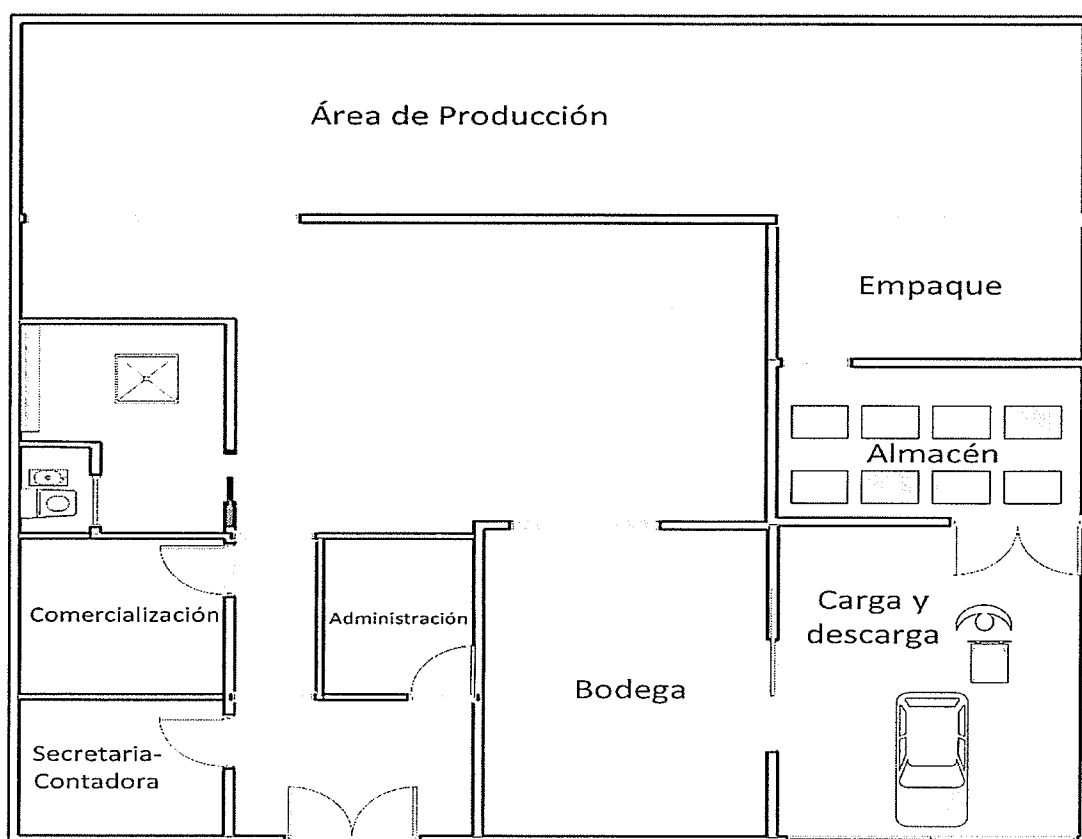 Área de Producción
Empaque
Almacén
Comercialización
Administración
Carga y
descarga
Bodega
Secretaria-
Contadora